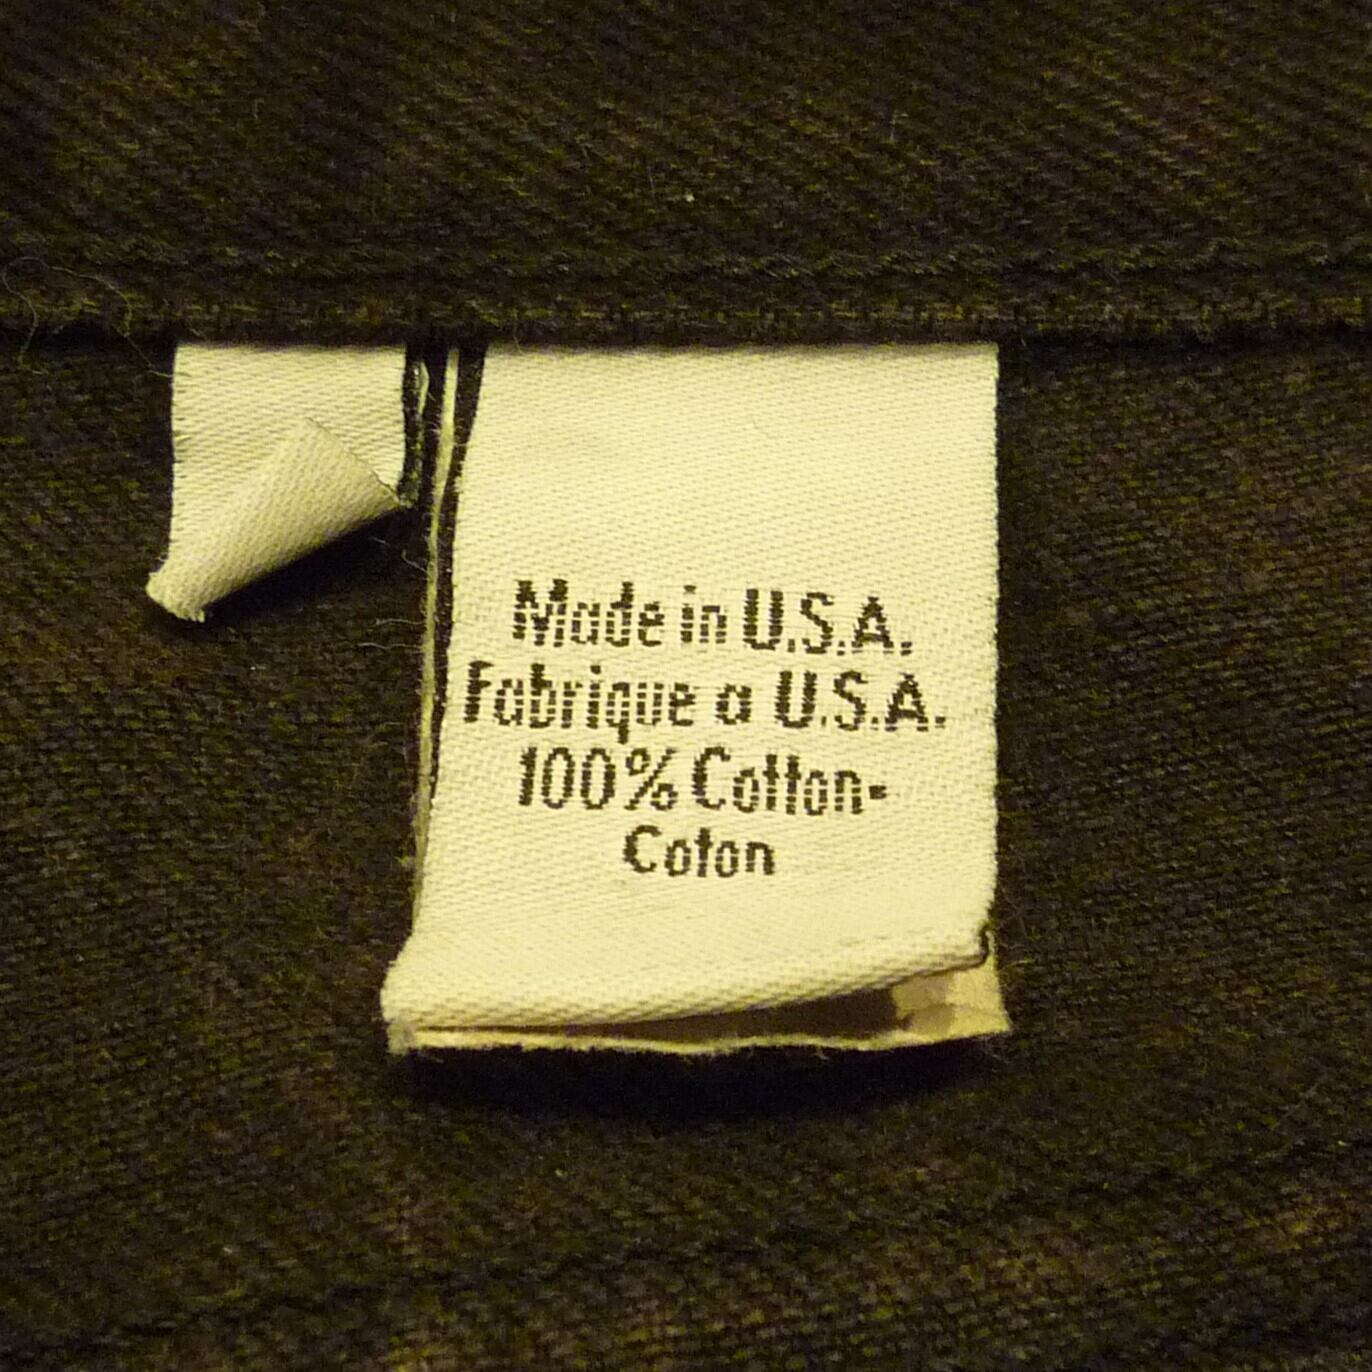 Made in U.S.A.
Fabrique a U.S.A.
100% Cotton-
Coton